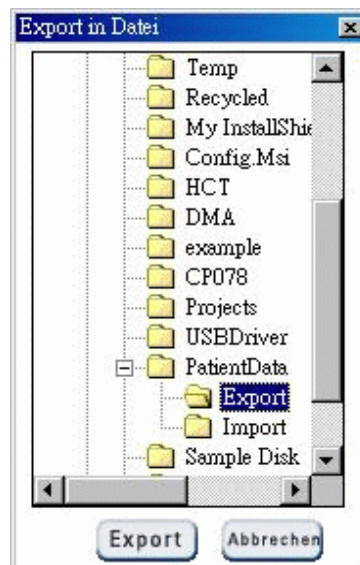 Export in Datei
Temp
Recycled
My InstallShie
Config.Msi
HCT
DMA
example
CP078
Projects
USBDriver
PatientData
Export
Import
Sample Disk
Export Abbrechen